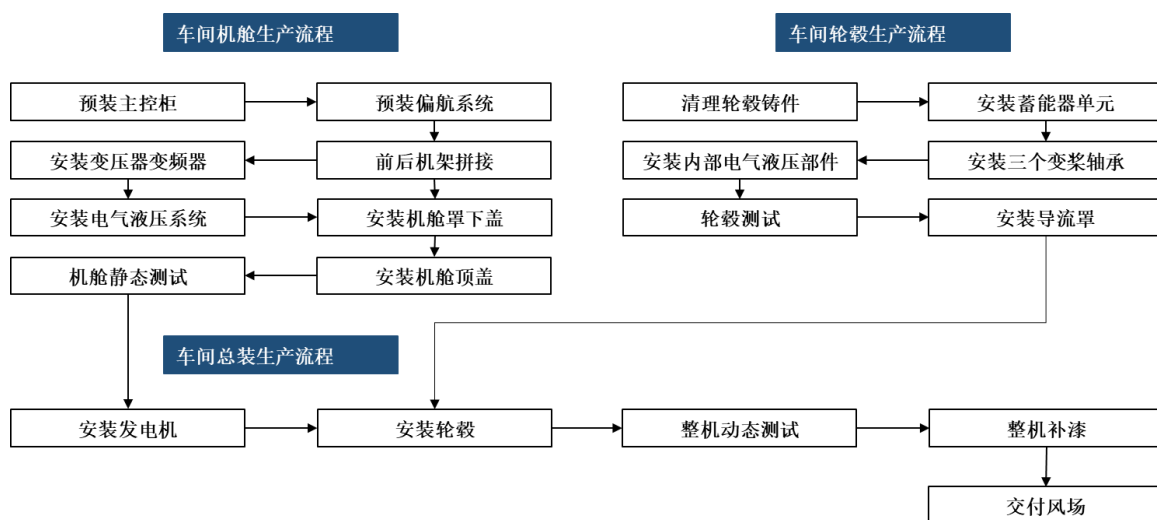 车间机舱生产流程
车间轮毂生产流程
预装主控柜
预装偏航系统
清理轮毂铸件
安装蓄能器单元
安装变压器变频器
前后机架拼接
安装内部电气液压部件
安装三个变桨轴承
安装电气液压系统
安装机舱罩下盖
轮毂测试
安装导流罩
机舱静态测试
安装机舱顶盖
车间总装生产流程
安装发电机
安装轮毂
整机动态测试
整机补漆
交付风场